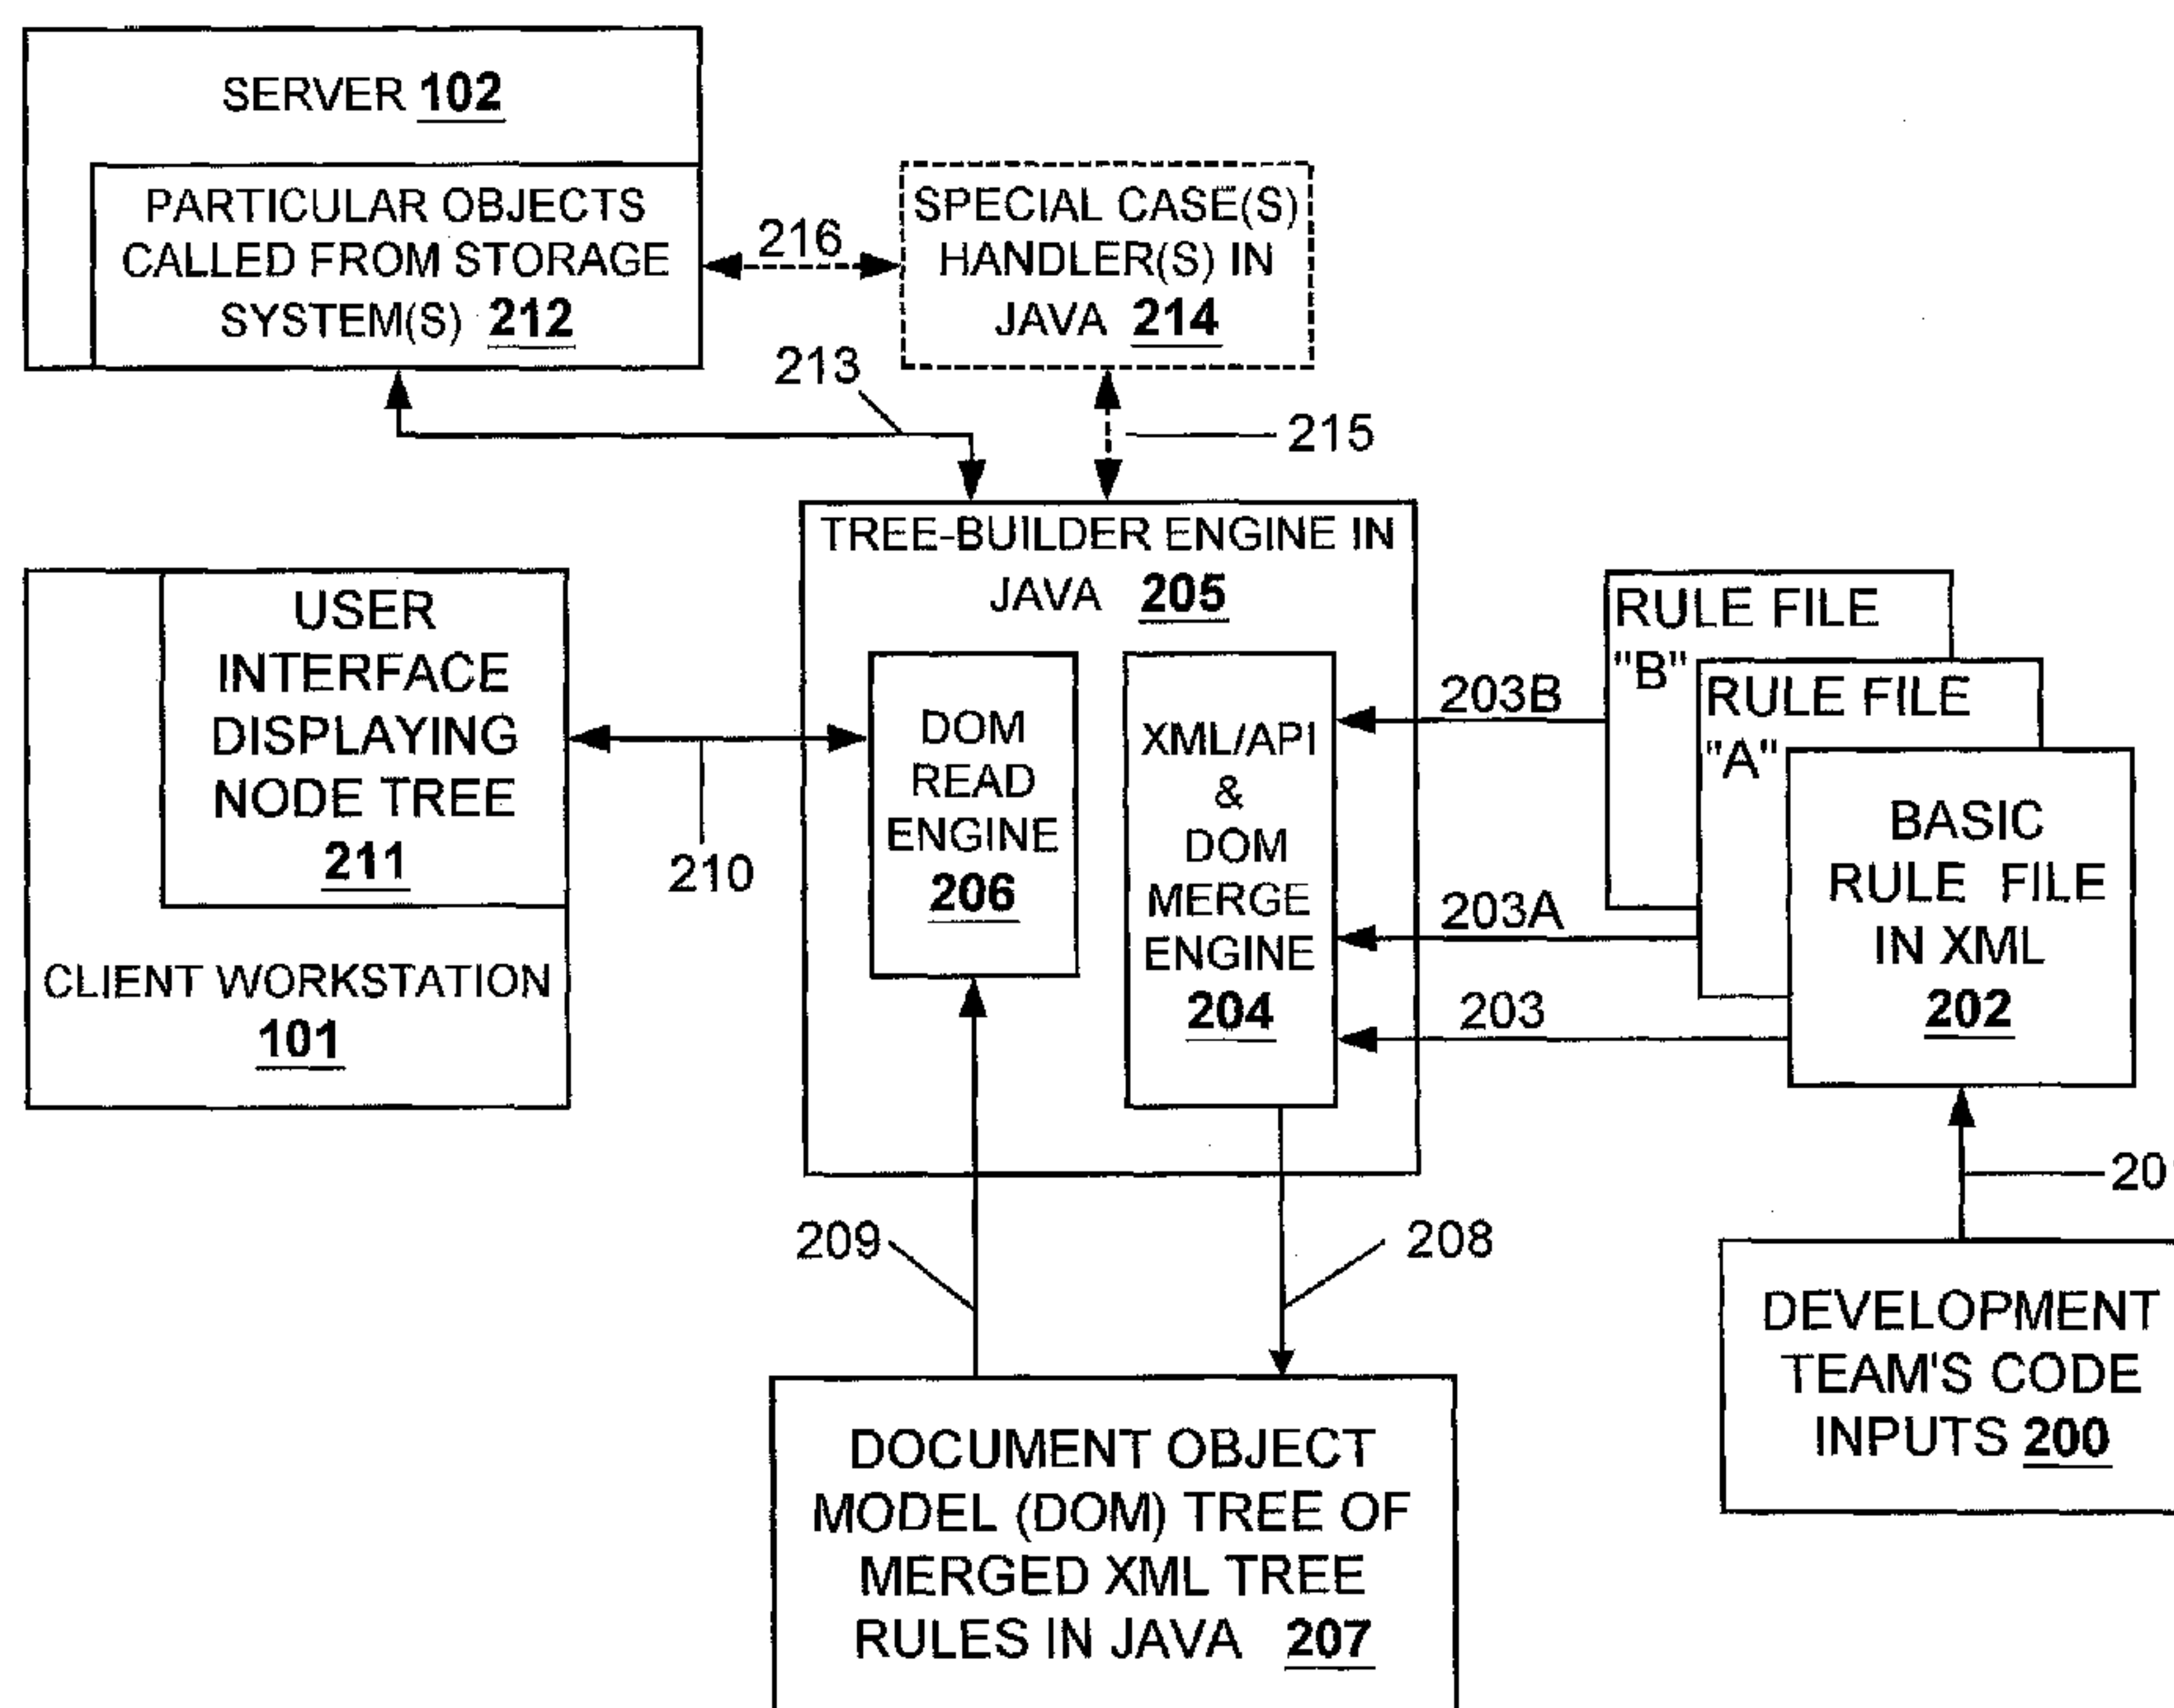 SERVER 102
PARTICULAR OBJECTS
CALLED FROM STORAGE
SYSTEM(S) 212
216
SPECIAL CASE(S)
HANDLER(S) IN
JAVA 214
213
215
TREE-BUILDER ENGINE IN
JAVA 205
USER
INTERFACE
DISPLAYING
NODE TREE
211
CLIENT WORKSTATION
101
210
DOM
READ
ENGINE
206
XML/API
&
DOM
MERGE
ENGINE
204
203B
203A
203
RULE FILE
"B"
RULE FILE
"A"
BASIC
RULE FILE
IN XML
202
20
209
208
DEVELOPMENT
TEAM'S CODE
INPUTS 200
DOCUMENT OBJECT
MODEL (DOM) TREE OF
MERGED XML TREE
RULES IN JAVA 207